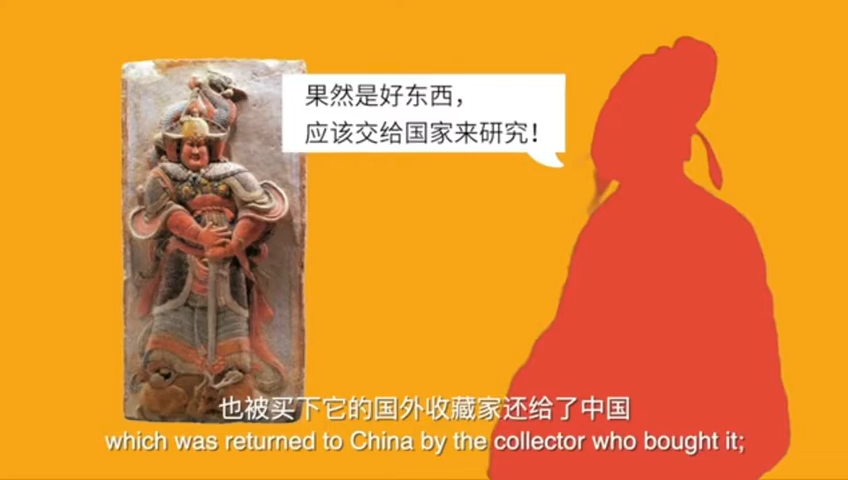 果然是好东西，
应该交给国家来研究！
也被买下它的国外收藏家还给了中国
which was returned to China by the collector who bought it;